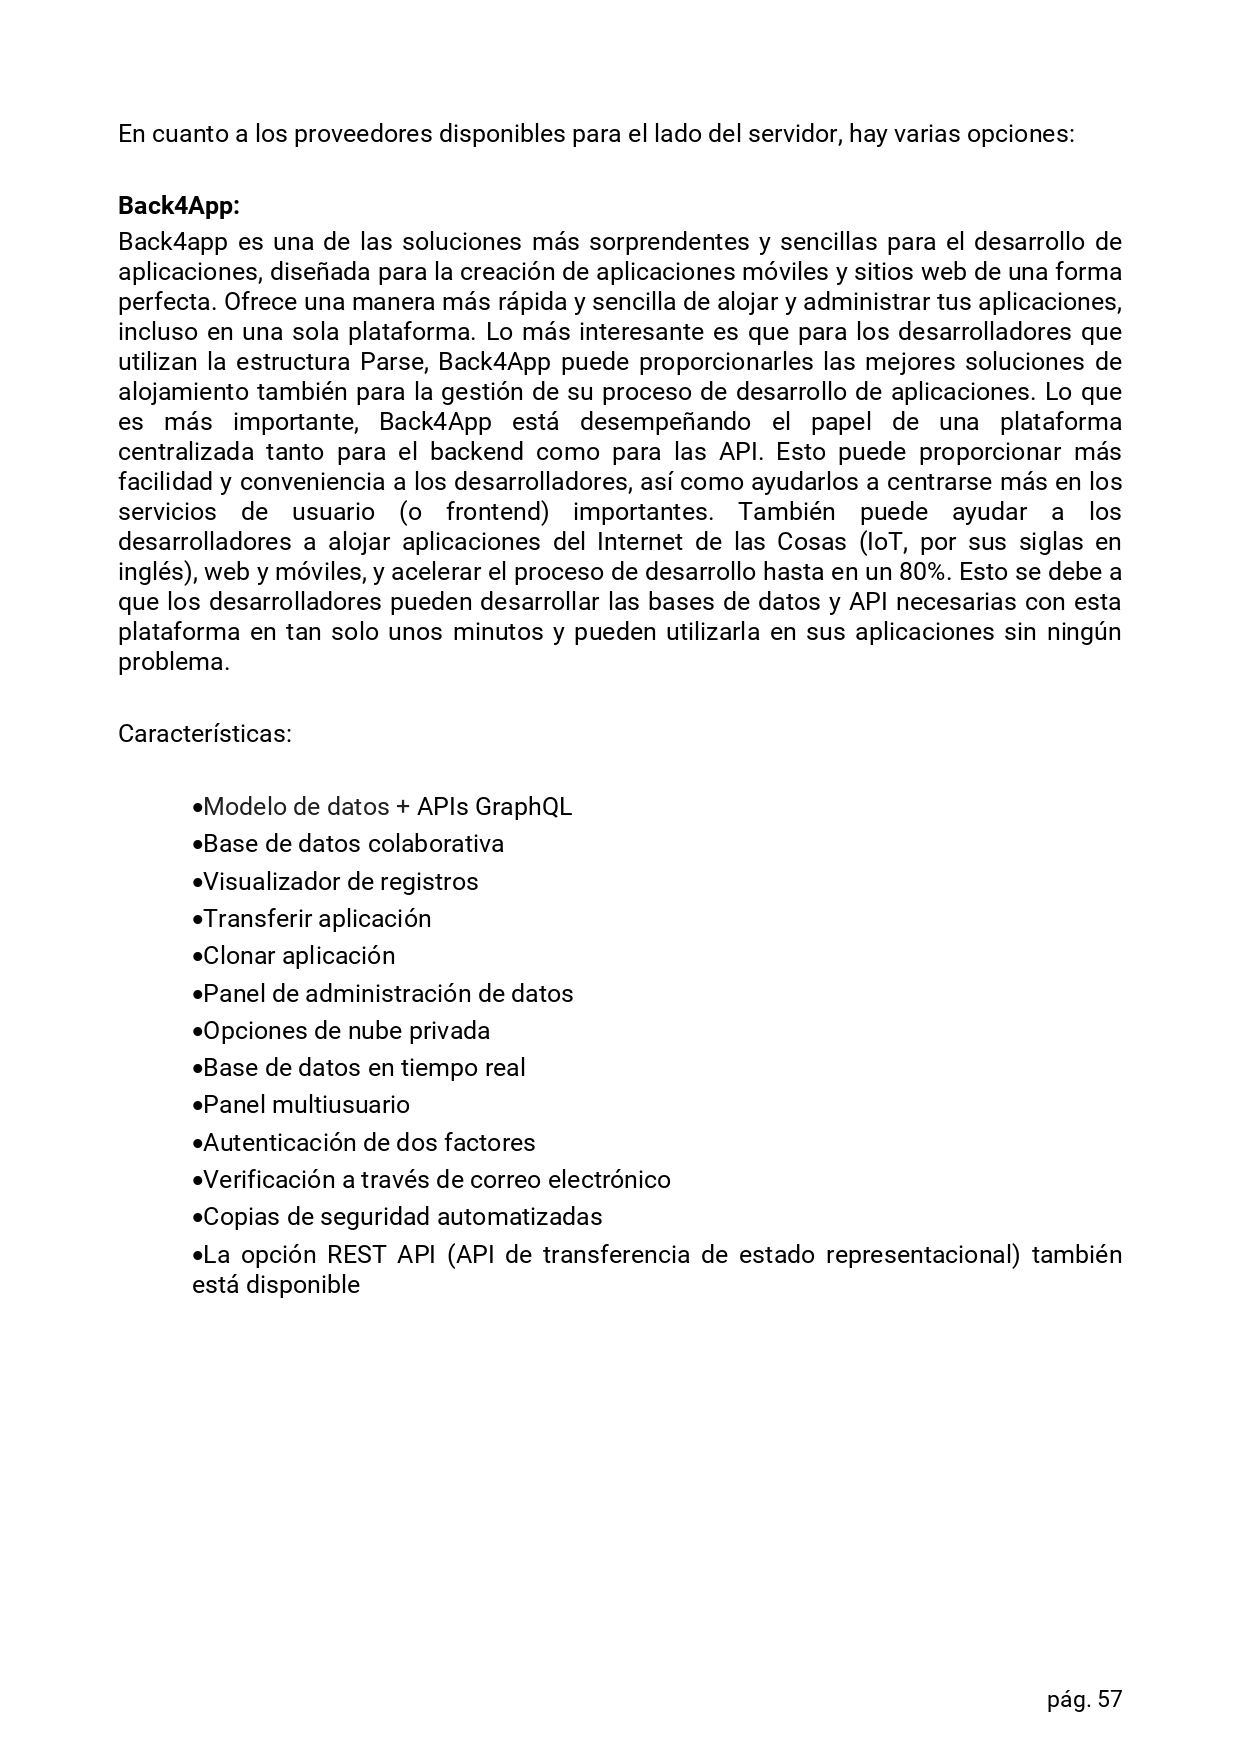 En cuanto a los proveedores disponibles para el lado del servidor, hay varias opciones:
Back4App:
Back4app es una de las soluciones más sorprendentes y sencillas para el desarrollo de
aplicaciones, diseñada para la creación de aplicaciones móviles y sitios web de una forma
perfecta. Ofrece una manera más rápida y sencilla de alojar y administrar tus aplicaciones,
incluso en una sola plataforma. Lo más interesante es que para los desarrolladores que
utilizan la estructura Parse, Back4App puede proporcionarles las mejores soluciones de
alojamiento también para la gestión de su proceso de desarrollo de aplicaciones. Lo que
es más importante, Back4App está desempeñando el papel de una plataforma
centralizada tanto para el backend como para las API. Esto puede proporcionar más
facilidad y conveniencia a los desarrolladores, así como ayudarlos a centrarse más en los
servicios de usuario (o frontend) importantes. También puede ayudar a los
desarrolladores a alojar aplicaciones del Internet de las Cosas (IoT, por sus siglas en
inglés), web y móviles, y acelerar el proceso de desarrollo hasta en un 80%. Esto se debe a
que los desarrolladores pueden desarrollar las bases de datos y API necesarias con esta
plataforma en tan solo unos minutos y pueden utilizarla en sus aplicaciones sin ningún
problema.
Características:
•Modelo de datos + APIs GraphQL
•Base de datos colaborativa
•Visualizador de registros
•Transferir aplicación
•Clonar aplicación
•Panel de administración de datos
•Opciones de nube privada
•Base de datos en tiempo real
•Panel multiusuario
•Autenticación de dos factores
•Verificación a través de correo electrónico
•Copias de seguridad automatizadas
•La opción REST API (API de transferencia de estado representacional) también
está disponible
pág. 57